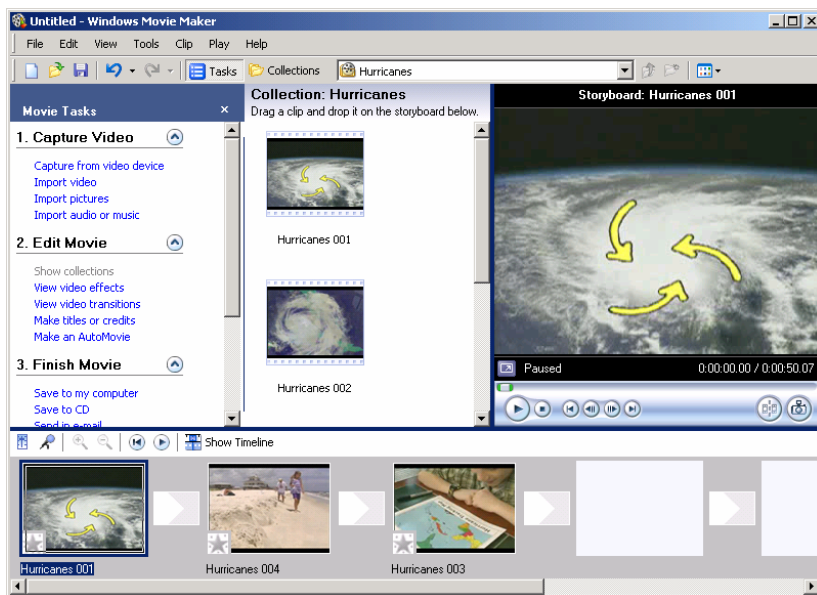 Untitled - Windows Movie Maker
File Edit View Tools Clip Play Help
Tasks Collections Hurricanes
Movie Tasks
1. Capture Video
Capture from video device
Import video
Import pictures
Import audio or music
2. Edit Movie
Show collections
View video effects
View video transitions
Make titles or credits
Make an AutoMovie
3. Finish Movie
Save to my computer
Save to CD
Send in e-mail
Collection: Hurricanes
Drag a clip and drop it on the storyboard below.
Hurricanes 001
Hurricanes 002
Storyboard: Hurricanes 001
Paused 0:00:00.00 / 0:00:50.07
Show Timeline
Hurricanes 001 Hurricanes 004 Hurricanes 003